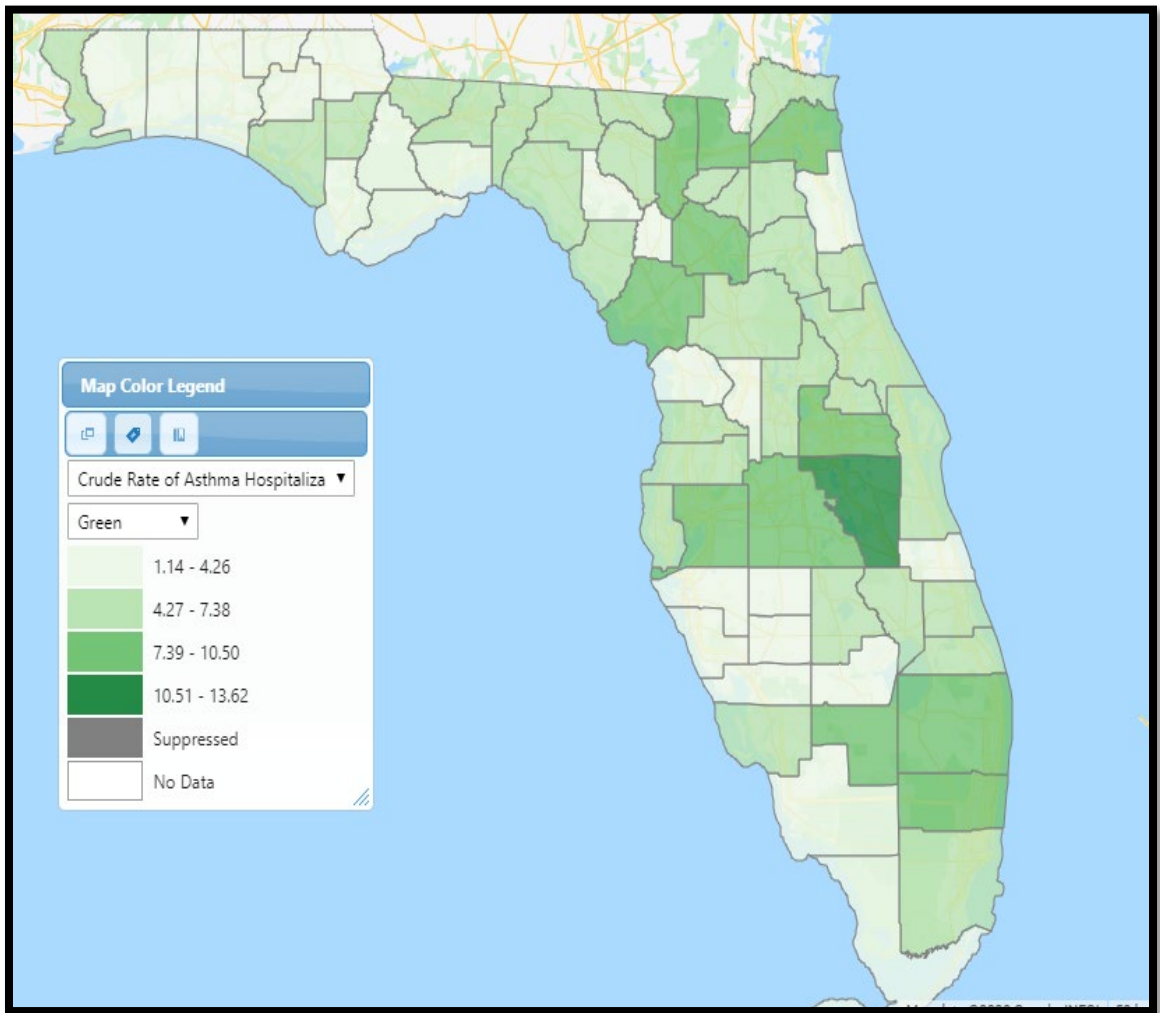 Map Color Legend
Crude Rate of Asthma Hospitaliza ▼
Green ▼
1.14 - 4.26
4.27 - 7.38
7.39 - 10.50
10.51 - 13.62
Suppressed
No Data